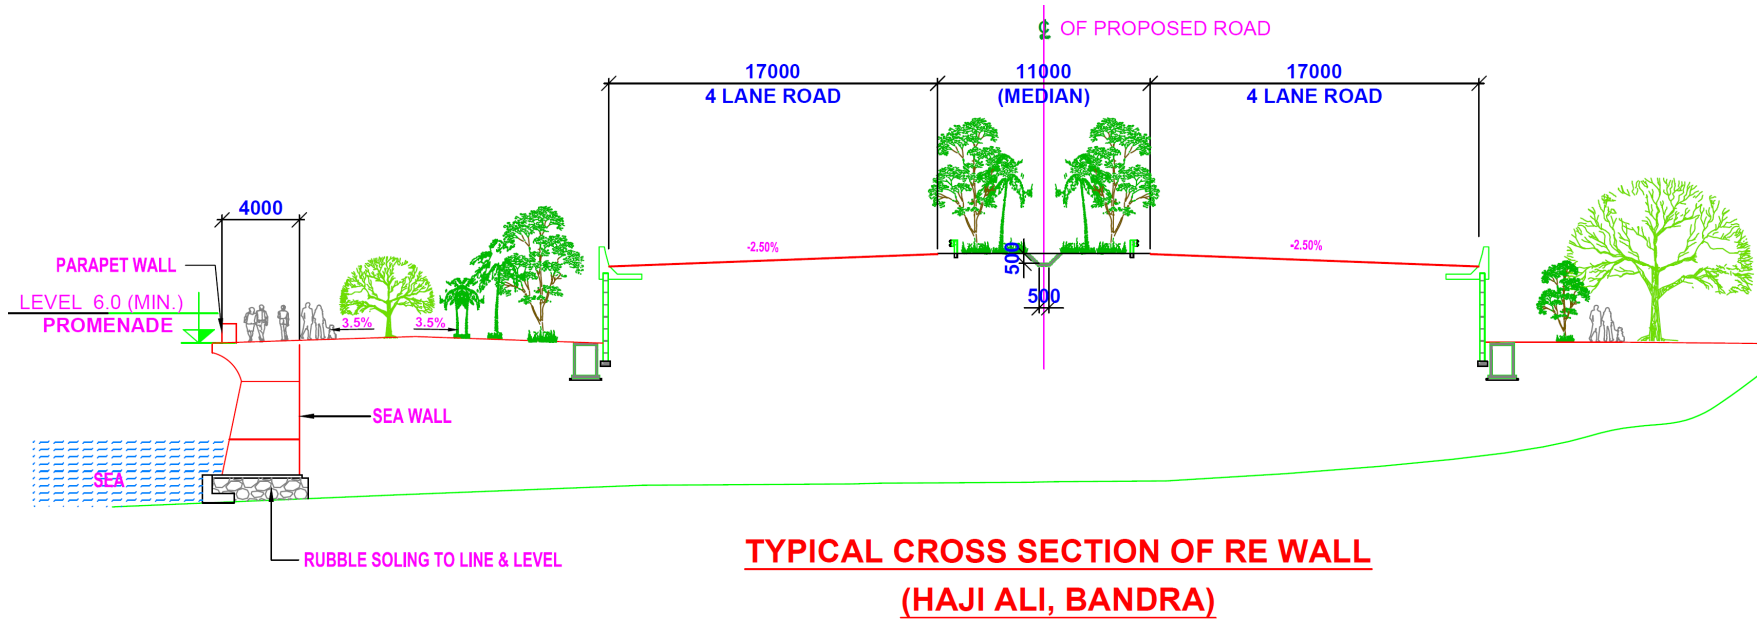 ℄ OF PROPOSED ROAD
17000
11000
17000
4 LANE ROAD
(MEDIAN)
4 LANE ROAD
4000
-2.50%
-2.50%
500
500
PARAPET WALL
LEVEL 6.0 (MIN.)
PROMENADE
3.5%
3.5%
SEA WALL
SEA
RUBBLE SOLING TO LINE & LEVEL
TYPICAL CROSS SECTION OF RE WALL
(HAJI ALI, BANDRA)